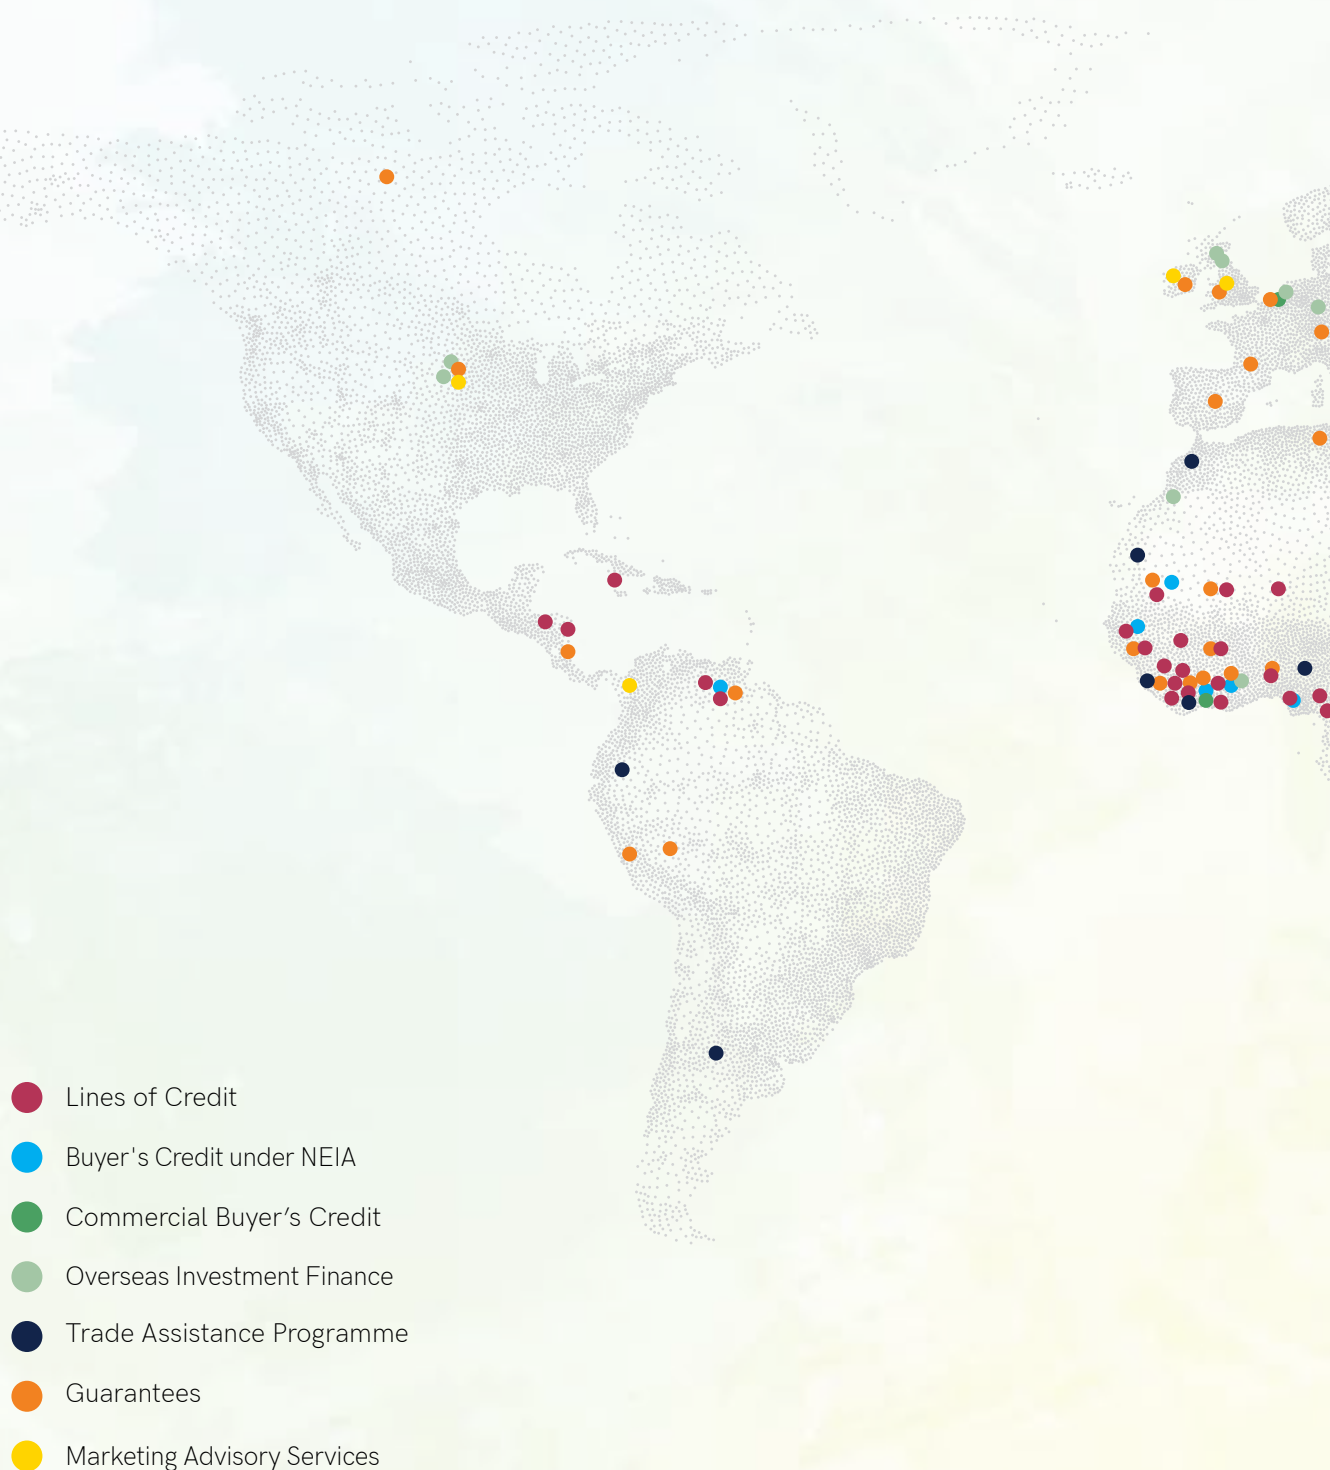 Lines of Credit
Buyer's Credit under NEIA
Commercial Buyer’s Credit
Overseas Investment Finance
Trade Assistance Programme
Guarantees
Marketing Advisory Services